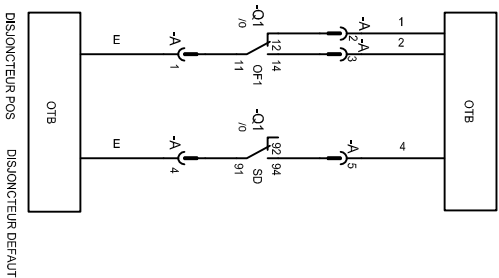 -Q1
/0
-A
1
2
-A
2
E
-A
12
3
1
11
14
OF1
OTB
OTB
-Q1
/0
E
-A
92
-A
4
4
91
94
5
SD
DISJONCTEUR POS
DISJONCTEUR DEFAUT